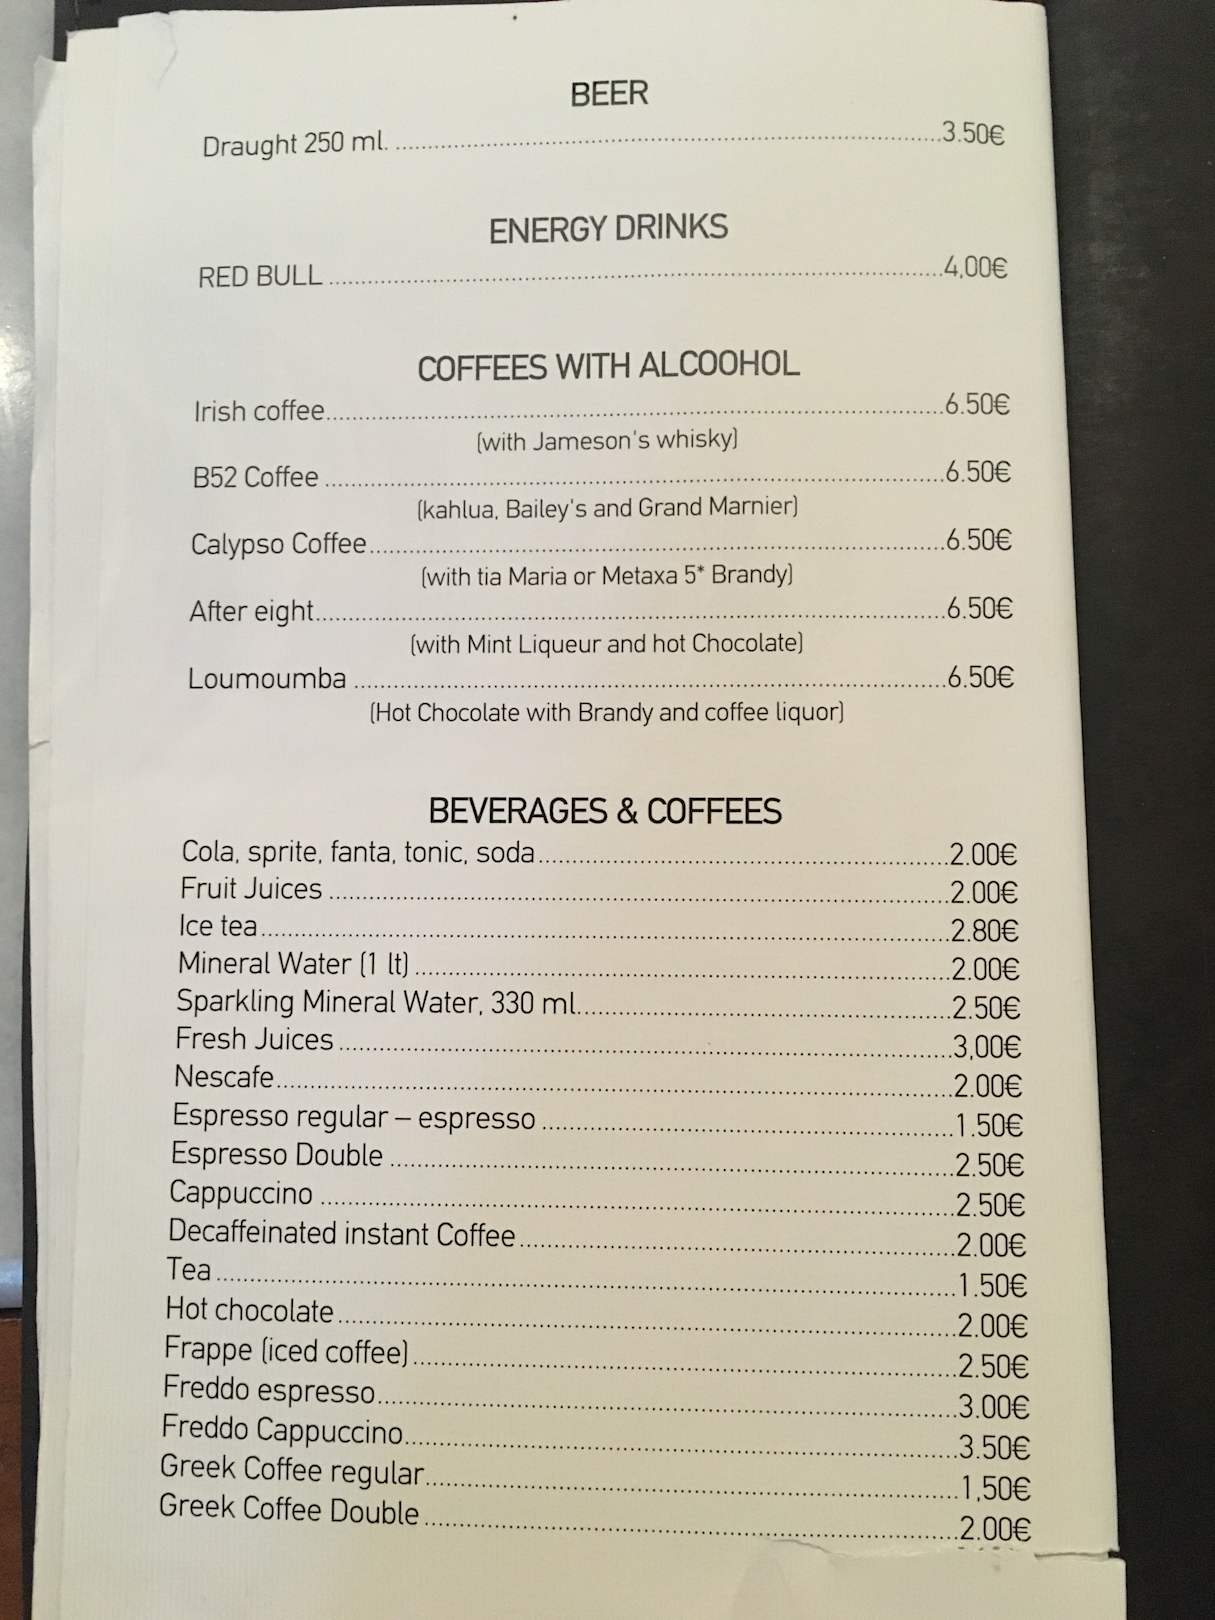 BEER
Draught 250 ml. ........ 3.50€
ENERGY DRINKS
RED BULL ........ 4,00€
COFFEES WITH ALCOOHOL
Irish coffee ........ 6.50€
(with Jameson's whisky)
B52 Coffee ........ 6.50€
(kahlua, Bailey's and Grand Marnier)
Calypso Coffee ........ 6.50€
(with tia Maria or Metaxa 5* Brandy)
After eight ........ 6.50€
(with Mint Liqueur and hot Chocolate)
Loumoumba ........ 6.50€
(Hot Chocolate with Brandy and coffee liquor)
BEVERAGES & COFFEES
Cola, sprite, fanta, tonic, soda ........ 2.00€
Fruit Juices ........ 2.00€
Ice tea ........ 2.80€
Mineral Water (1 lt) ........ 2.00€
Sparkling Mineral Water, 330 ml. ........ 2.50€
Fresh Juices ........ 3,00€
Nescafe ........ 2.00€
Espresso regular – espresso ........ 1.50€
Espresso Double ........ 2.50€
Cappuccino ........ 2.50€
Decaffeinated instant Coffee ........ 2.00€
Tea ........ 1.50€
Hot chocolate ........ 2.00€
Frappe (iced coffee) ........ 2.50€
Freddo espresso ........ 3.00€
Freddo Cappuccino ........ 3.50€
Greek Coffee regular ........ 1,50€
Greek Coffee Double ........ 2.00€